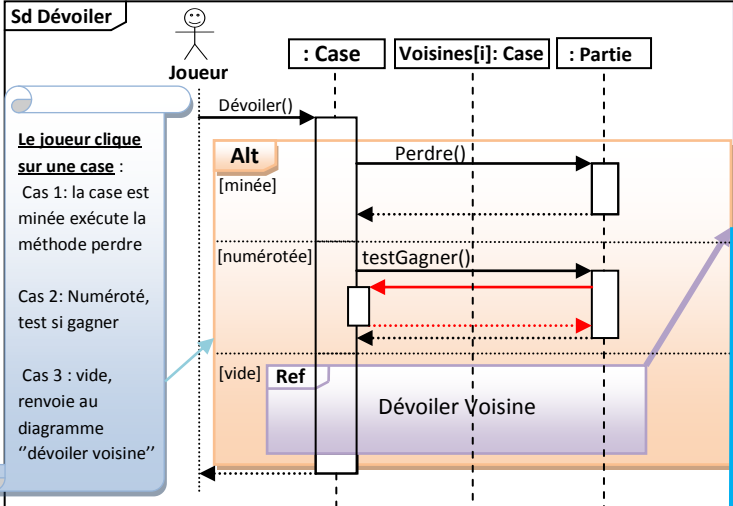 Sd Dévoiler
Joueur
: Case
Voisines[i]: Case
: Partie
Dévoiler()
Le joueur clique
sur une case :
Cas 1: la case est
minée exécute la
méthode perdre
Cas 2: Numéroté,
test si gagner
Cas 3 : vide,
renvoie au
diagramme
‘’dévoiler voisine’’
Alt
Perdre()
[minée]
[numérotée]
testGagner()
[vide]
Ref
Dévoiler Voisine